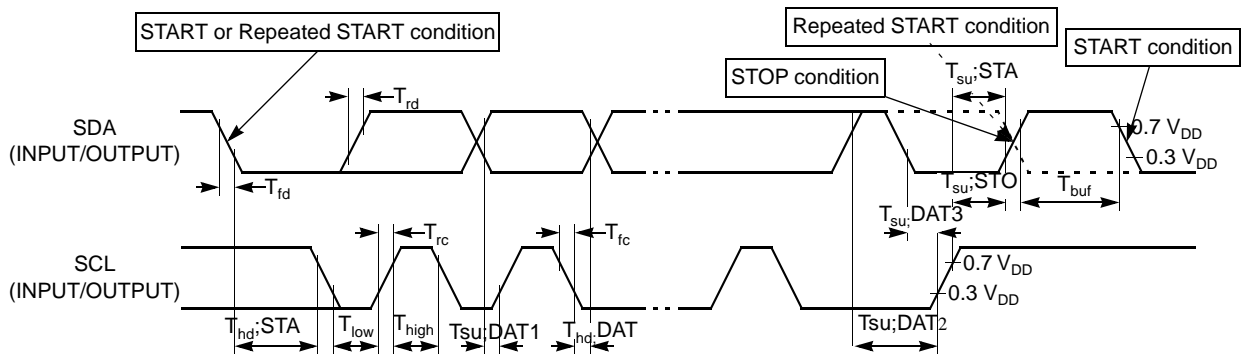 START or Repeated START condition
Repeated START condition
START condition
STOP condition
T_su;STA
T_rd
SDA
(INPUT/OUTPUT)
0.7 V_DD
0.3 V_DD
T_fd
T_su;STO
T_buf
T_su;DAT3
T_rc
T_fc
SCL
(INPUT/OUTPUT)
0.7 V_DD
0.3 V_DD
T_hd;STA
T_low
T_high
Tsu;DAT1
T_hd;DAT
Tsu;DAT2